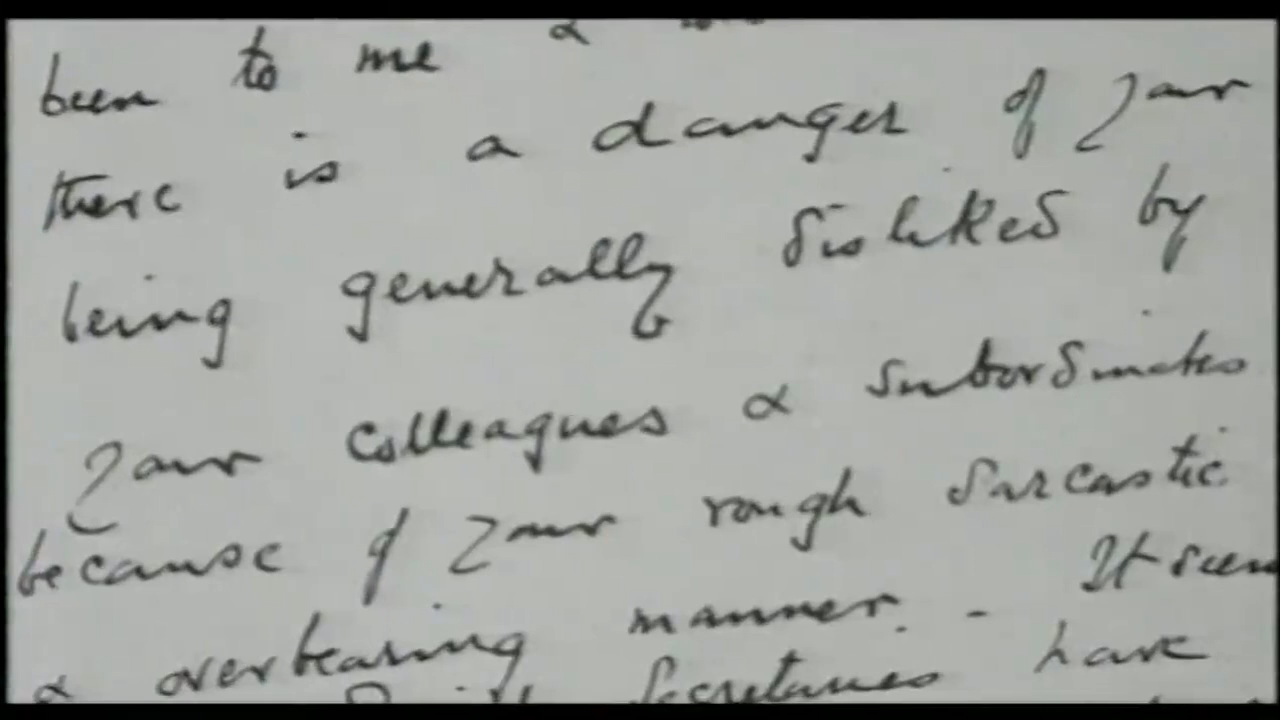 been to me &
there is a danger of your
being generally disliked by
your colleagues & subordinates
because of your rough sarcastic
& overbearing manner. - It seem
Secretaries have